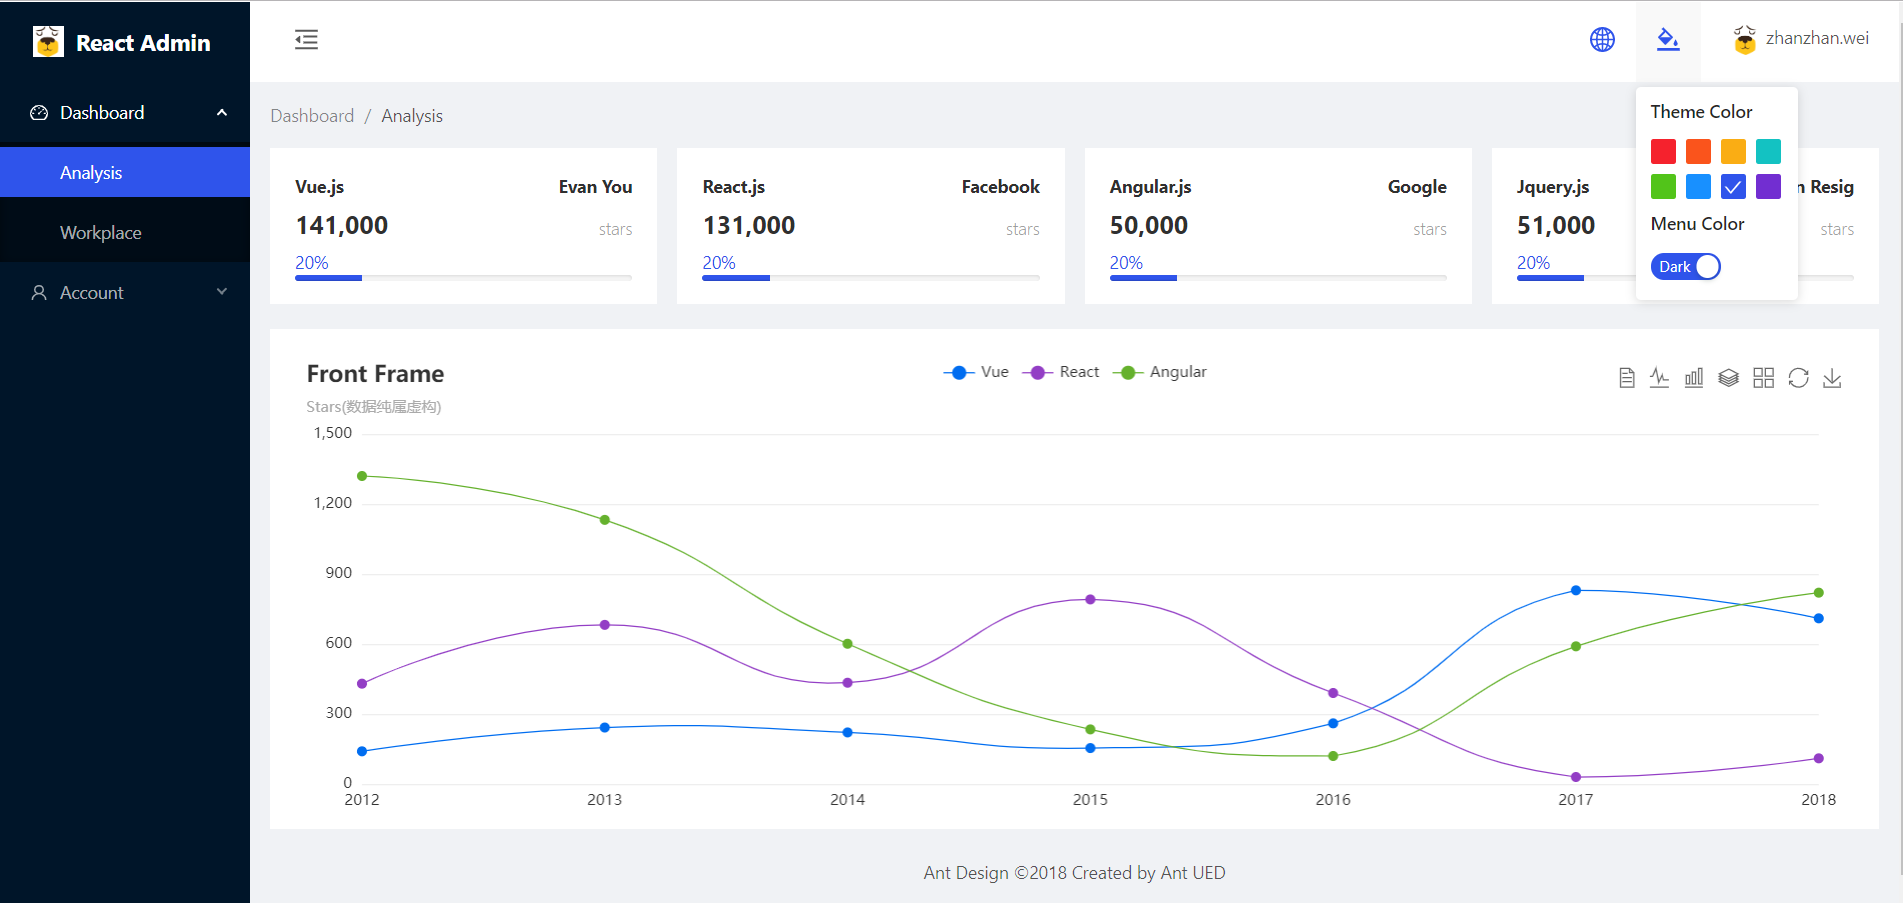 React Admin
zhanzhan.wei
Dashboard
Analysis
Workplace
Account
Dashboard / Analysis
Theme Color
Menu Color
Dark
Vue.js Evan You
141,000 stars
20%
React.js Facebook
131,000 stars
20%
Angular.js Google
50,000 stars
20%
Jquery.js n Resig
51,000 stars
20%
Front Frame
Stars(数据纯属虚构)
Vue React Angular
1,500
1,200
900
600
300
0
2012 2013 2014 2015 2016 2017 2018
Ant Design ©2018 Created by Ant UED